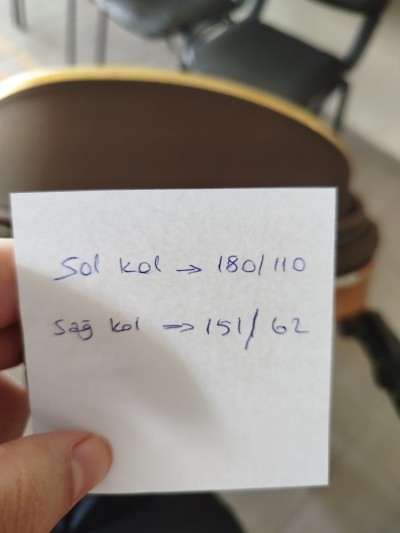 Sol kol → 180/110
Sağ kol ⇒ 151/62